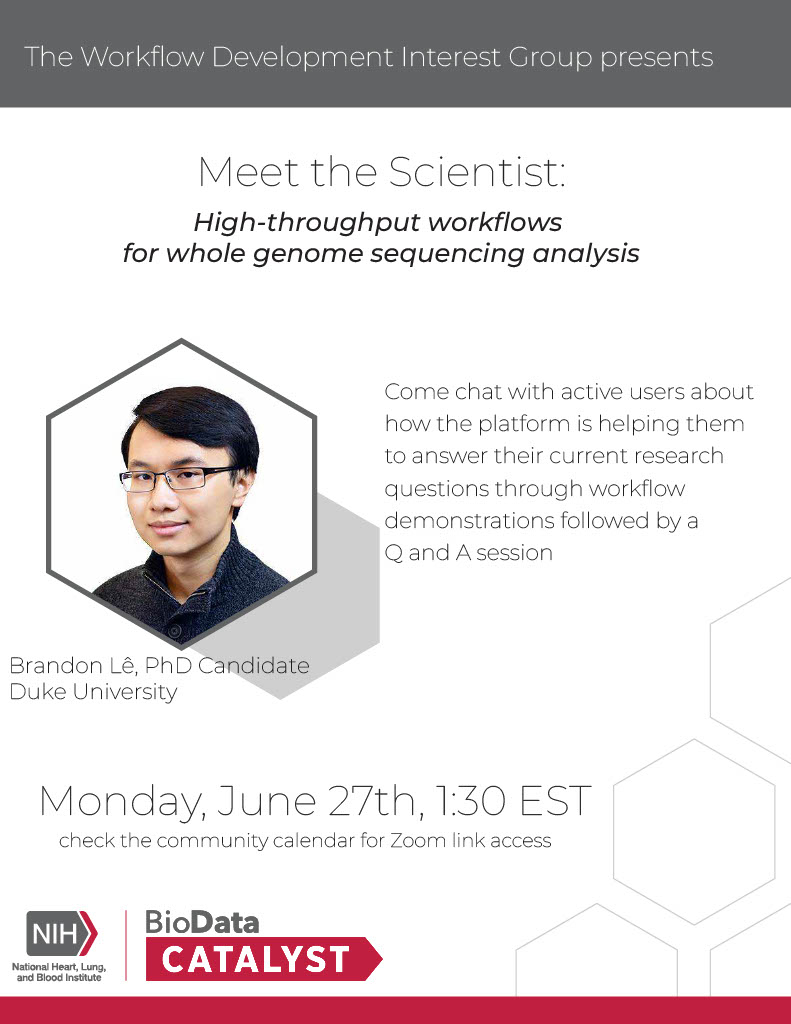 The Workflow Development Interest Group presents
Meet the Scientist:
High-throughput workflows
for whole genome sequencing analysis
Come chat with active users about
how the platform is helping them
to answer their current research
questions through workflow
demonstrations followed by a
Q and A session
Brandon Lê, PhD Candidate
Duke University
Monday, June 27th, 1:30 EST
check the community calendar for Zoom link access
NIH
National Heart, Lung,
and Blood Institute
BioData
CATALYST